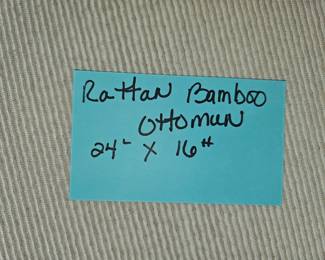 Rattan Bamboo
Ottoman
24" L X 16" H